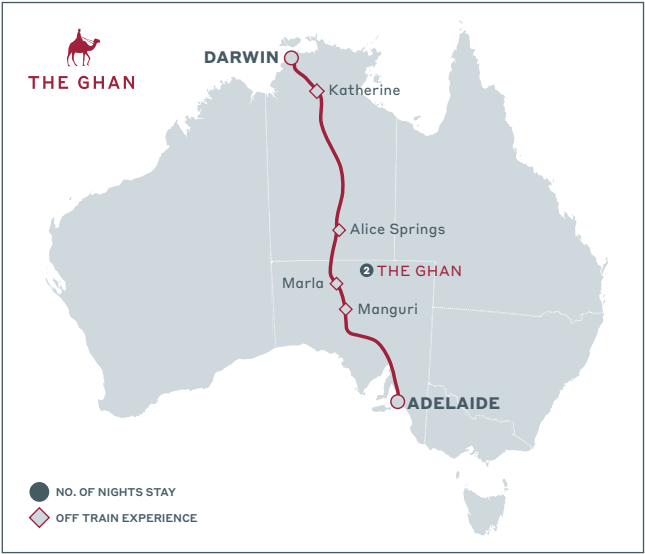 THE GHAN
DARWIN
Katherine
Alice Springs
2 THE GHAN
Marla
Manguri
ADELAIDE
NO. OF NIGHTS STAY
OFF TRAIN EXPERIENCE